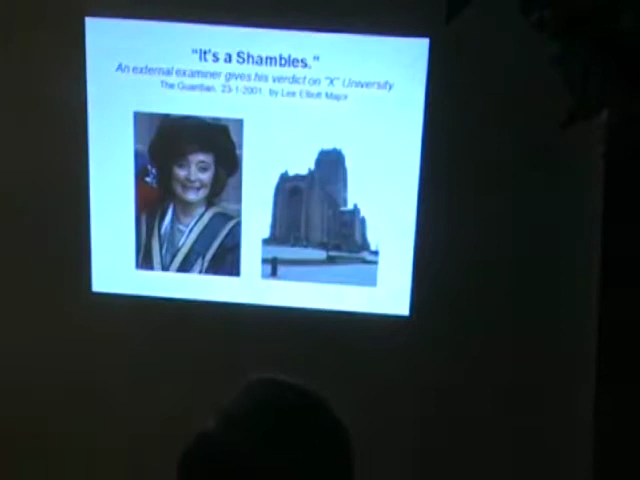 "It's a Shambles."
An external examiner gives his verdict on "X" University
The Guardian. 23-1-2001. by Lee Elliott Major